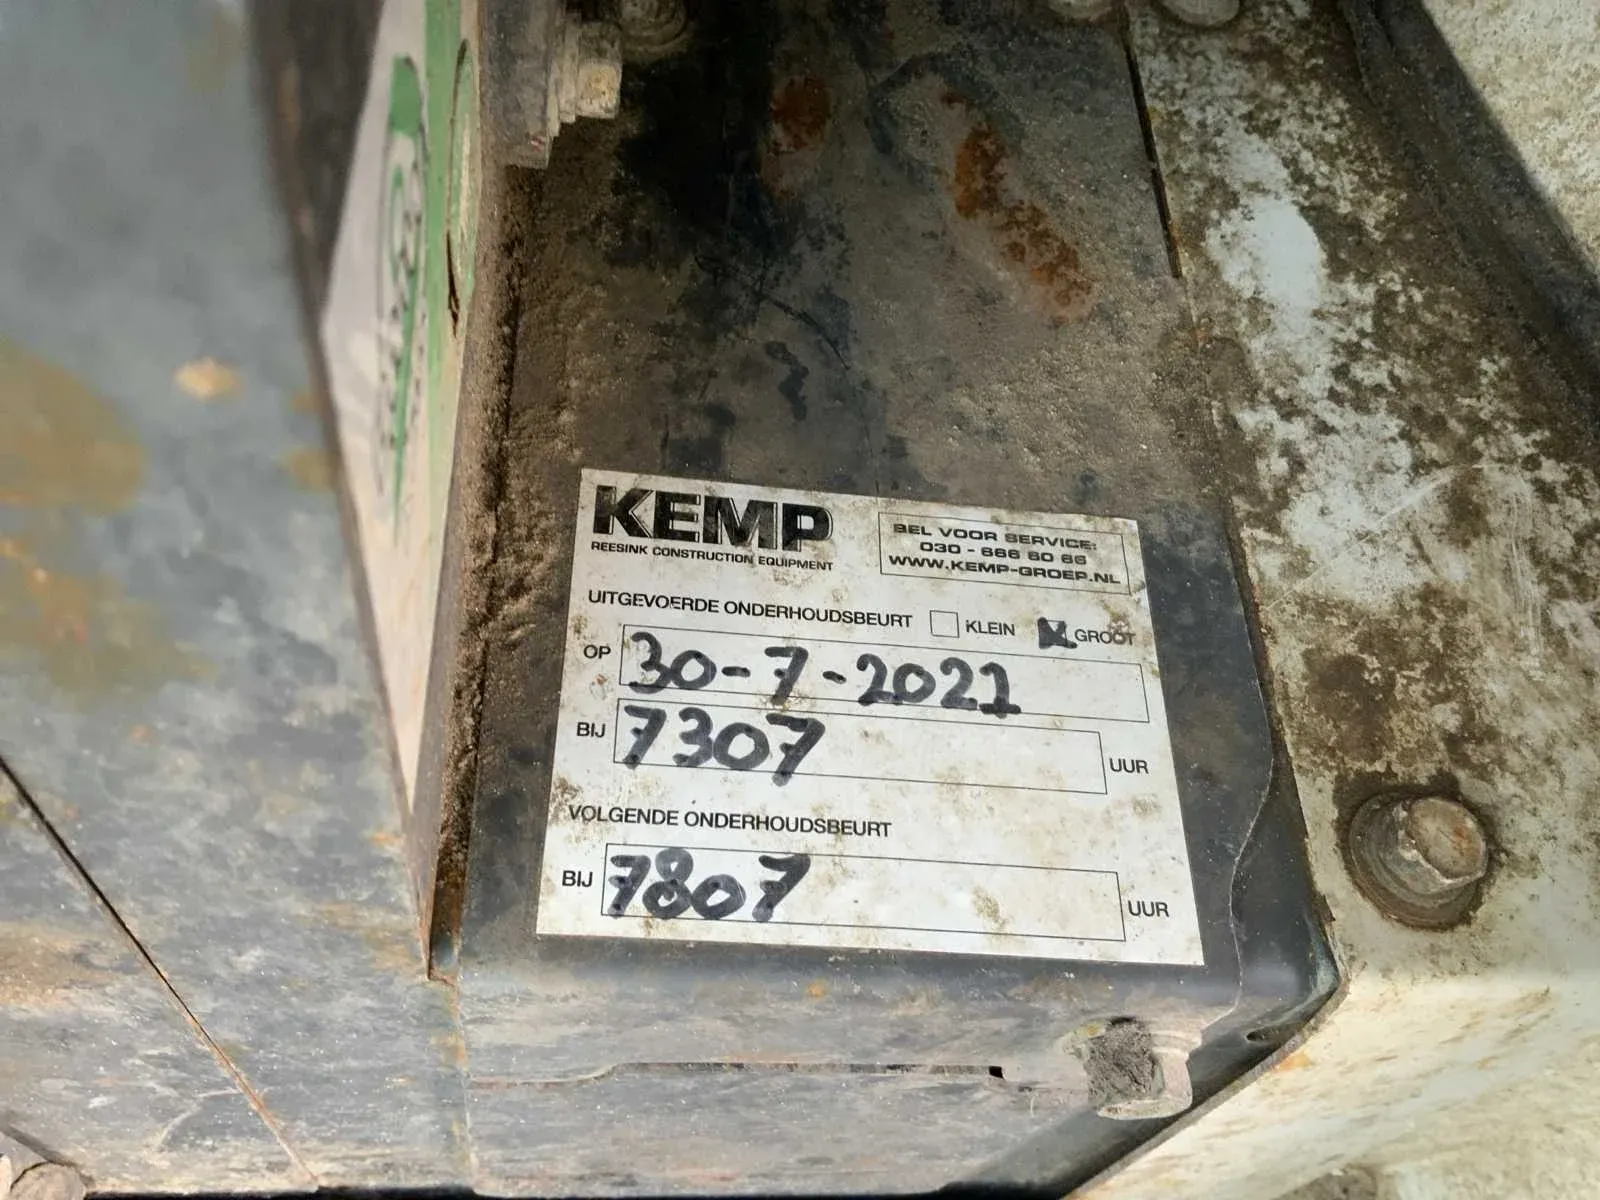 KEMP
REESINK CONSTRUCTION EQUIPMENT
BEL VOOR SERVICE:
030 - 666 60 66
WWW.KEMP-GROEP.NL
UITGEVOERDE ONDERHOUDSBEURT KLEIN GROOT
OP 30-7-2021
BIJ 7307 UUR
VOLGENDE ONDERHOUDSBEURT
BIJ 7807 UUR